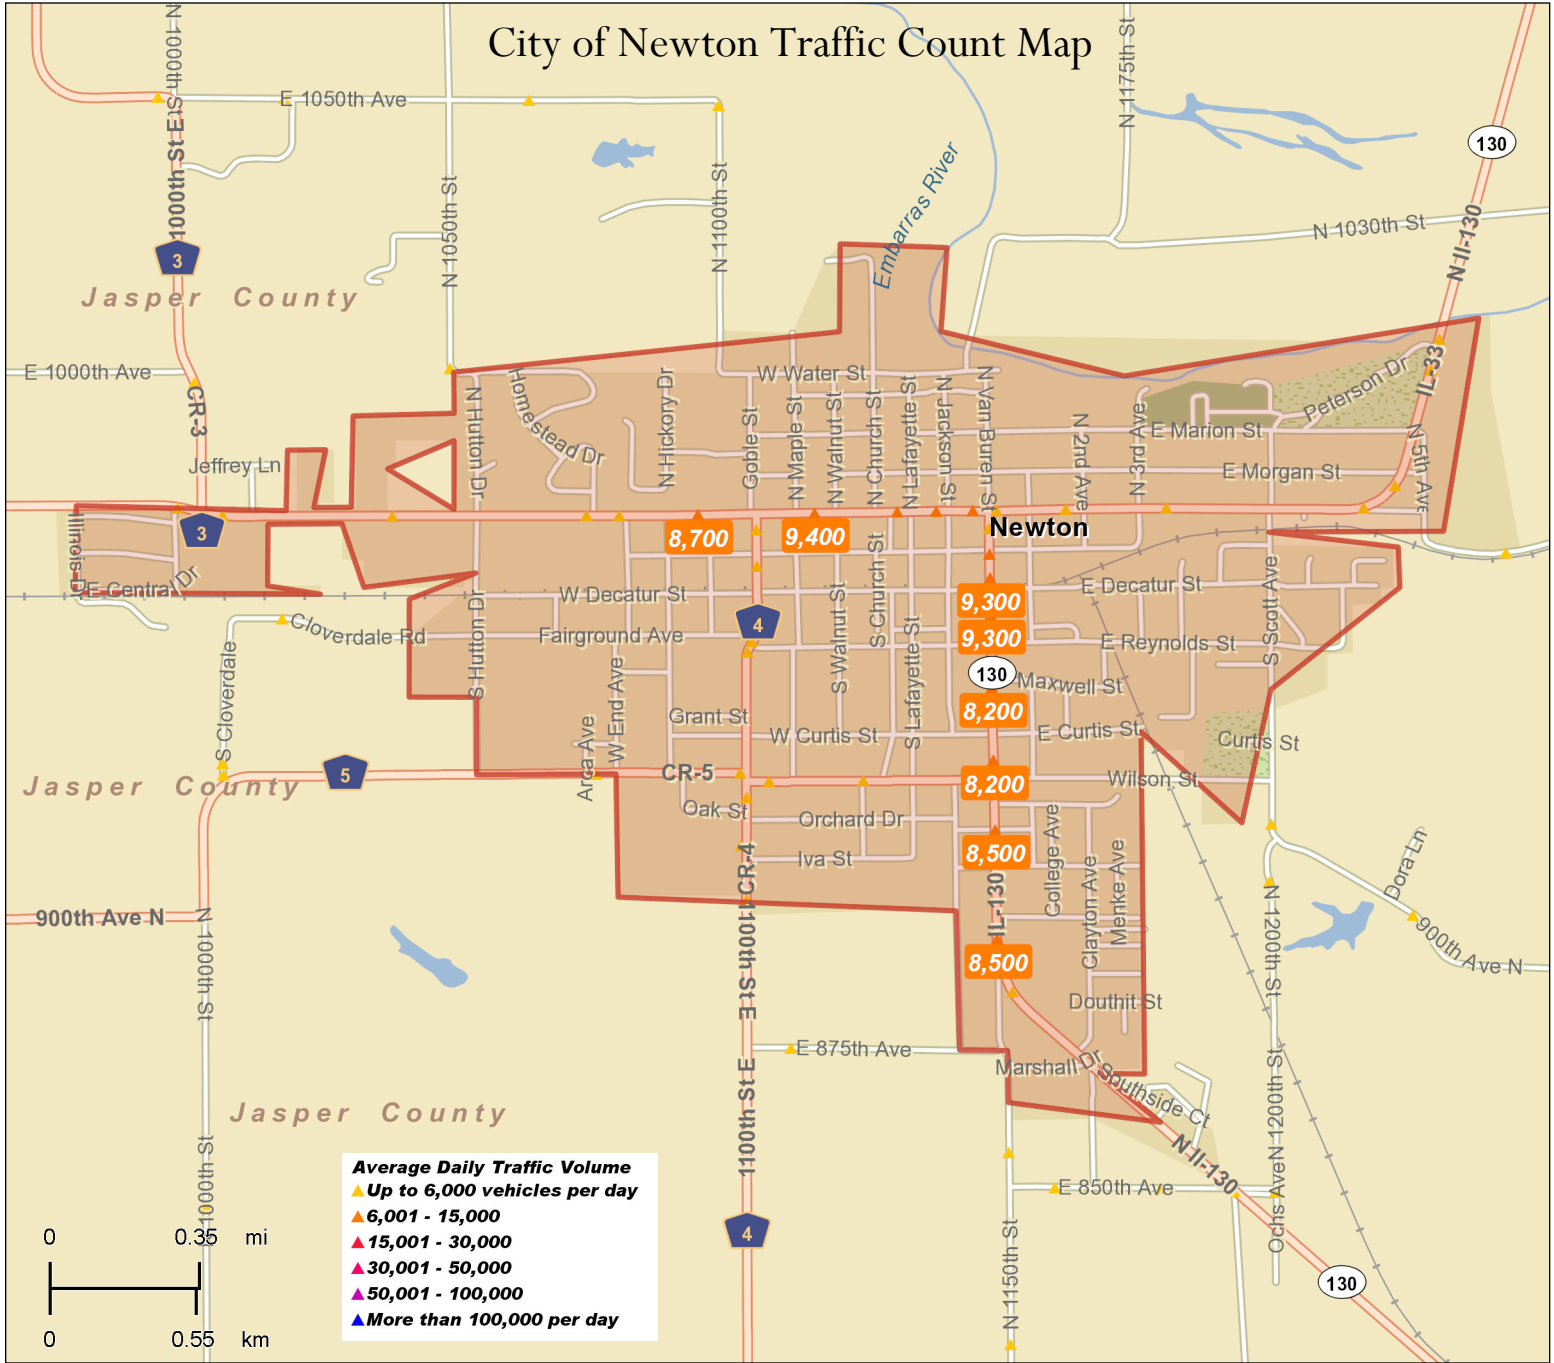 City of Newton Traffic Count Map
N 1000th St
E 1050th Ave
N 1175th St
1000th St E
130
N 1050th St
N 1100th St
Embarras River
N 1030th St
N Il-130
3
Jasper County
E 1000th Ave
CR-3
Jeffrey Ln
N Hutton Dr
Homestead Dr
N Hickory Dr
W Water St
Goble St
N Maple St
N Walnut St
N Church St
N Lafayette St
N Jackson St
N Van Buren St
N 2nd Ave
N 3rd Ave
E Marion St
Peterson Dr
IL-33
E Morgan St
N 5th Ave
3
8,700
9,400
Newton
Illinois Dr
E Central Dr
W Decatur St
E Decatur St
9,300
Cloverdale Rd
Fairground Ave
4
9,300
E Reynolds St
S Scott Ave
S Cloverdale
S Hutton Dr
W End Ave
Arca Ave
S Walnut St
S Church St
S Lafayette St
130
Maxwell St
Grant St
8,200
W Curtis St
E Curtis St
Curtis St
5
CR-5
8,200
Wilson St
Jasper County
Oak St
Orchard Dr
Iva St
8,500
College Ave
Clayton Ave
Menke Ave
Dora Ln
CR-4
IL-130
900th Ave N
N 1000th St
1100th St E
8,500
N 1200th St
900th Ave N
Douthit St
E 875th Ave
Marshall Dr
Southside Ct
1100th St E
N 1200th St
Jasper County
N Il-130
1000th St
E 850th Ave
Ochs Ave
4
N 1150th St
130
Average Daily Traffic Volume
Up to 6,000 vehicles per day
6,001 - 15,000
15,001 - 30,000
30,001 - 50,000
50,001 - 100,000
More than 100,000 per day
0 0.35 mi
0 0.55 km